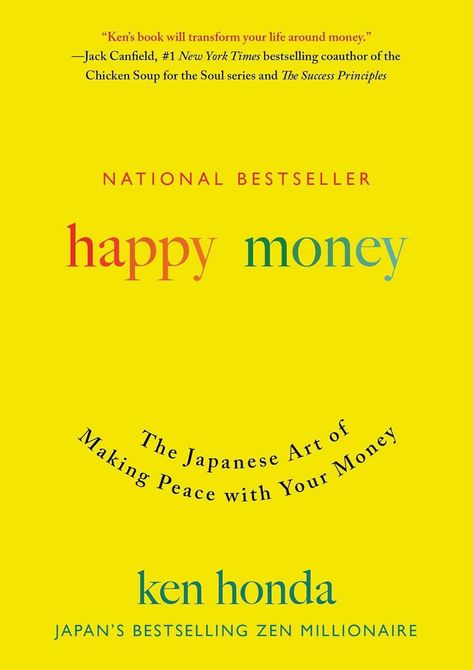 “Ken’s book will transform your life around money.”
—Jack Canfield, #1 New York Times bestselling coauthor of the
Chicken Soup for the Soul series and The Success Principles
NATIONAL BESTSELLER
happy money
The Japanese Art of
Making Peace with Your Money
ken honda
JAPAN’S BESTSELLING ZEN MILLIONAIRE